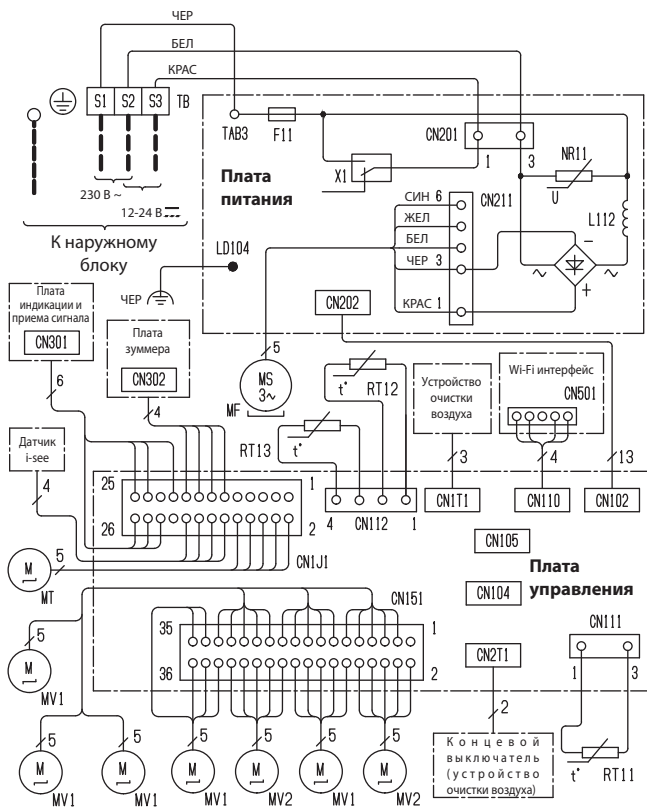 ЧЕР
БЕЛ
КРАС
S1 S2 S3 TB
TAB3
F11
CN201
1 3
X1
Плата
питания
NR11
U
L112
230 В ~
12-24 В
К наружному
блоку
LD104
СИН 6
ЖЕЛ
БЕЛ
ЧЕР 3
КРАС 1
CN211
~ ~
-
+
CN202
ЧЕР
Плата
индикации и
приема сигнала
CN301
6
Плата
зуммера
CN302
4
5
MS
3~
MF
RT12
t°
RT13
t°
Устройство
очистки
воздуха
3
Wi-Fi интерфейс
CN501
4
13
Датчик
i-see
4
25 1
26 2
CN1J1
4 1
CN112
CN1T1
CN110
CN102
CN105
CN104
Плата
управления
M
5
MT
CN151
35 1
36 2
CN2T1
2
CN111
1 3
5
M
MV1
5
M
MV1
5
M
MV1
5
M
MV1
5
M
MV2
5
M
MV1
5
M
MV2
Концевой
выключатель
(устройство
очистки воздуха)
t°
RT11